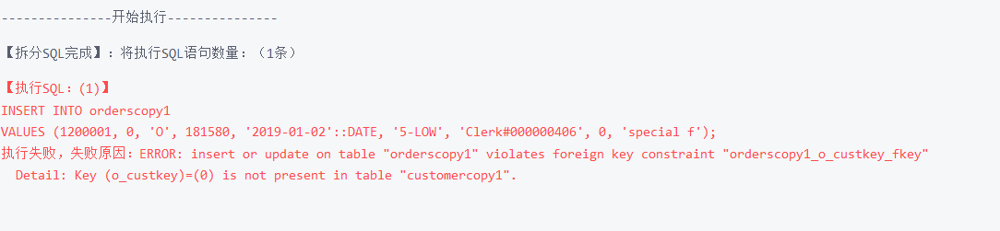 ---------------开始执行---------------
【拆分SQL完成】：将执行SQL语句数量：（1条）
【执行SQL：(1)】
INSERT INTO orderscopy1
VALUES (1200001, 0, 'O', 181580, '2019-01-02'::DATE, '5-LOW', 'Clerk#000000406', 0, 'special f');
执行失败，失败原因：ERROR: insert or update on table "orderscopy1" violates foreign key constraint "orderscopy1_o_custkey_fkey"
  Detail: Key (o_custkey)=(0) is not present in table "customercopy1".